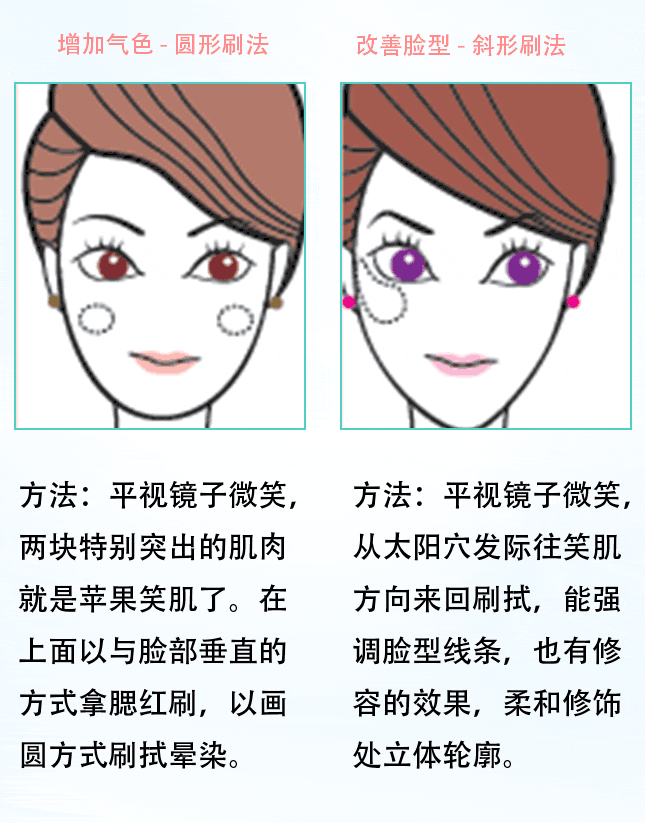 增加气色 - 圆形刷法
改善脸型 - 斜形刷法
方法：平视镜子微笑，
两块特别突出的肌肉
就是苹果笑肌了。在
上面以与脸部垂直的
方式拿腮红刷，以画
圆方式刷拭晕染。
方法：平视镜子微笑，
从太阳穴发际往笑肌
方向来回刷拭，能强
调脸型线条，也有修
容的效果，柔和修饰
处立体轮廓。